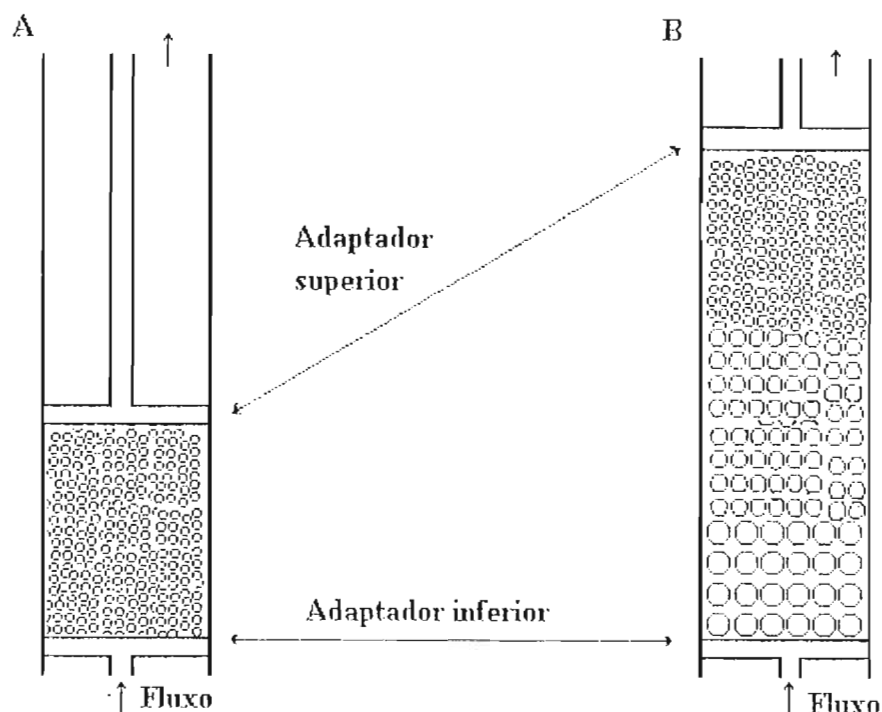 A
B
Adaptador
superior
Adaptador inferior
Fluxo
Fluxo